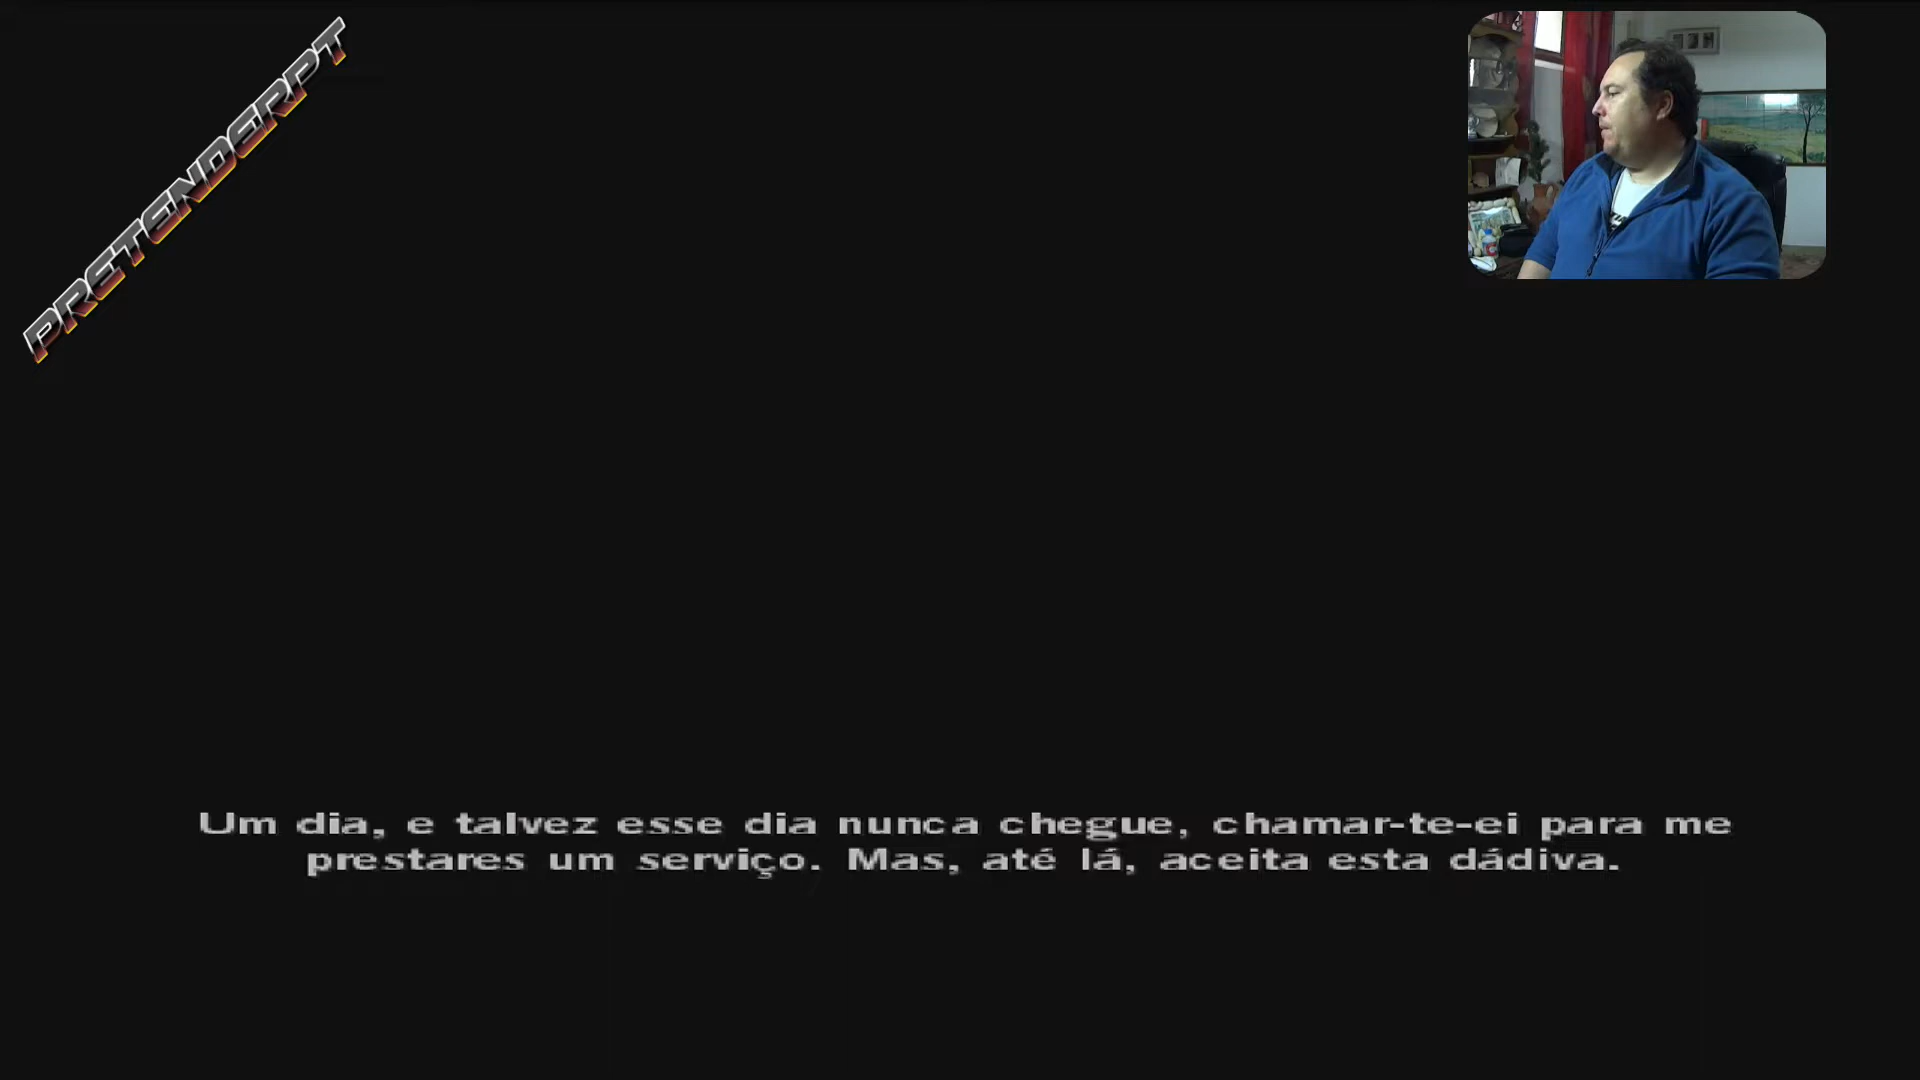 PRETENDERPT
Um dia, e talvez esse dia nunca chegue, chamar-te-ei para me
prestares um serviço. Mas, até lá, aceita esta dádiva.